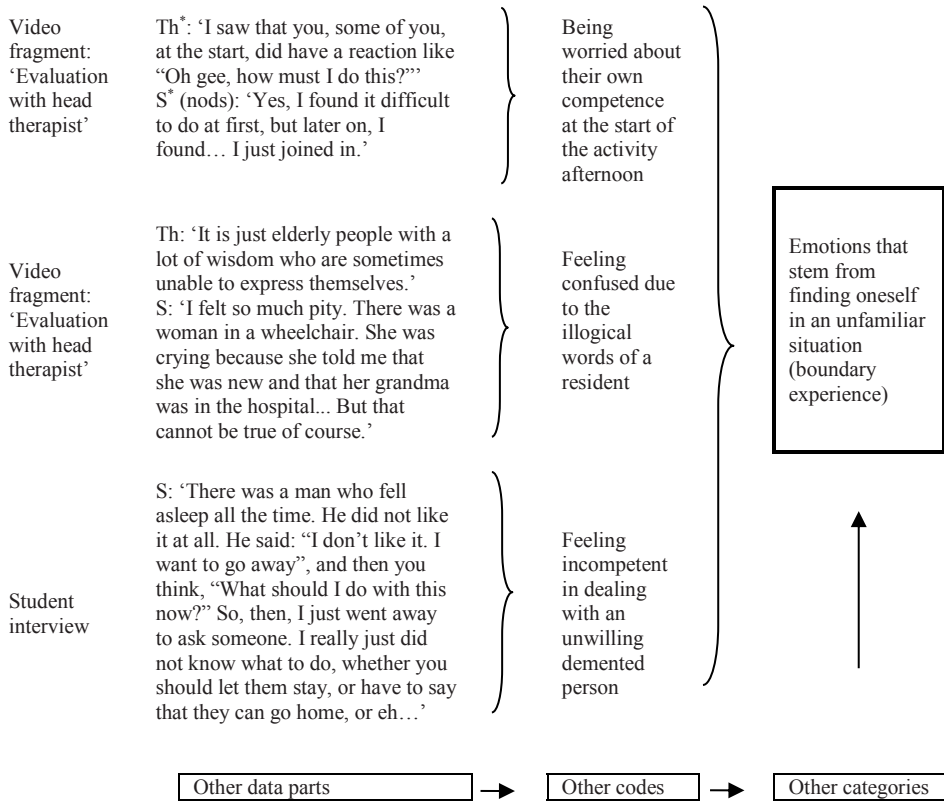 Video
fragment:
‘Evaluation
with head
therapist’
Th*: ‘I saw that you, some of you,
at the start, did have a reaction like
“Oh gee, how must I do this?”’
S* (nods): ‘Yes, I found it difficult
to do at first, but later on, I
found… I just joined in.’
Being
worried about
their own
competence
at the start of
the activity
afternoon
Video
fragment:
‘Evaluation
with head
therapist’
Th: ‘It is just elderly people with a
lot of wisdom who are sometimes
unable to express themselves.’
S: ‘I felt so much pity. There was a
woman in a wheelchair. She was
crying because she told me that
she was new and that her grandma
was in the hospital... But that
cannot be true of course.’
Feeling
confused due
to the
illogical
words of a
resident
Student
interview
S: ‘There was a man who fell
asleep all the time. He did not like
it at all. He said: “I don’t like it. I
want to go away”, and then you
think, “What should I do with this
now?” So, then, I just went away
to ask someone. I really just did
not know what to do, whether you
should let them stay, or have to say
that they can go home, or eh…’
Feeling
incompetent
in dealing
with an
unwilling
demented
person
Emotions that
stem from
finding oneself
in an unfamiliar
situation
(boundary
experience)
Other data parts
Other codes
Other categories